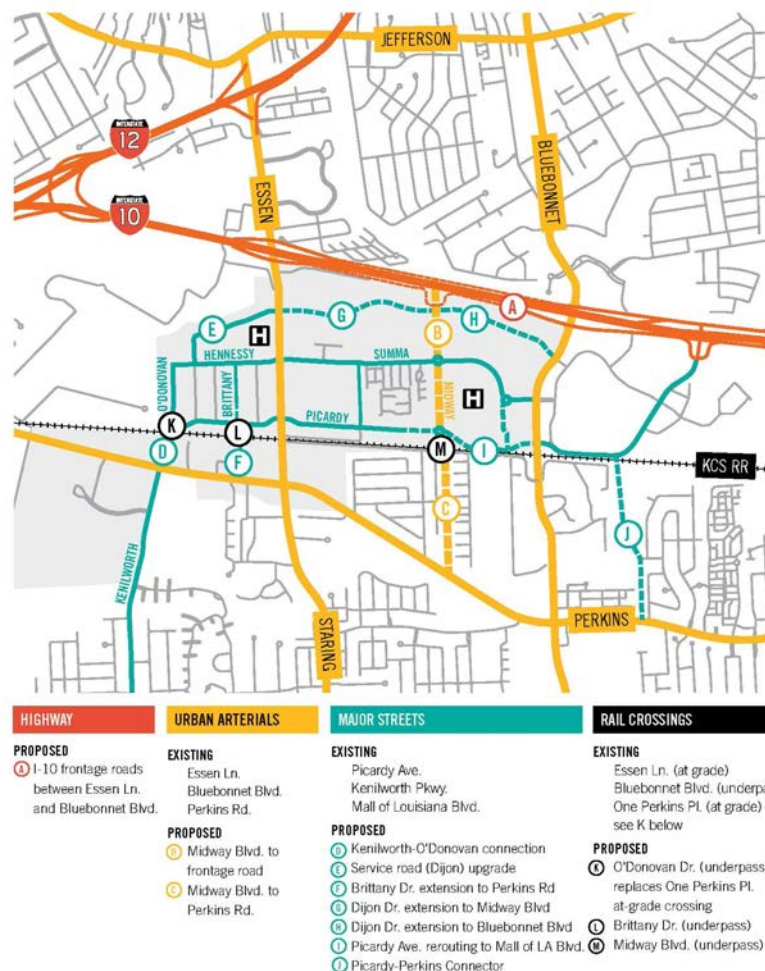 JEFFERSON
INTERSTATE
12
INTERSTATE
10
ESSEN
BLUEBONNET
A
G
H
E
B
H
HENNESSY
SUMMA
O'DONOVAN
BRITTANY
MIDWAY
H
PICARDY
K
L
M
I
D
F
KCS RR
C
J
KENILWORTH
STARING
PERKINS
HIGHWAY
PROPOSED
A I-10 frontage roads
between Essen Ln.
and Bluebonnet Blvd.
URBAN ARTERIALS
EXISTING
Essen Ln.
Bluebonnet Blvd.
Perkins Rd.
PROPOSED
B Midway Blvd. to
frontage road
C Midway Blvd. to
Perkins Rd.
MAJOR STREETS
EXISTING
Picardy Ave.
Kenilworth Pkwy.
Mall of Louisiana Blvd.
PROPOSED
D Kenilworth-O'Donovan connection
E Service road (Dijon) upgrade
F Brittany Dr. extension to Perkins Rd
G Dijon Dr. extension to Midway Blvd
H Dijon Dr. extension to Bluebonnet Blvd
I Picardy Ave. rerouting to Mall of LA Blvd.
J Picardy-Perkins Connector
RAIL CROSSINGS
EXISTING
Essen Ln. (at grade)
Bluebonnet Blvd. (underpa
One Perkins Pl. (at grade)
see K below
PROPOSED
K O'Donovan Dr. (underpass
replaces One Perkins Pl.
at-grade crossing
L Brittany Dr. (underpass)
M Midway Blvd. (underpass)